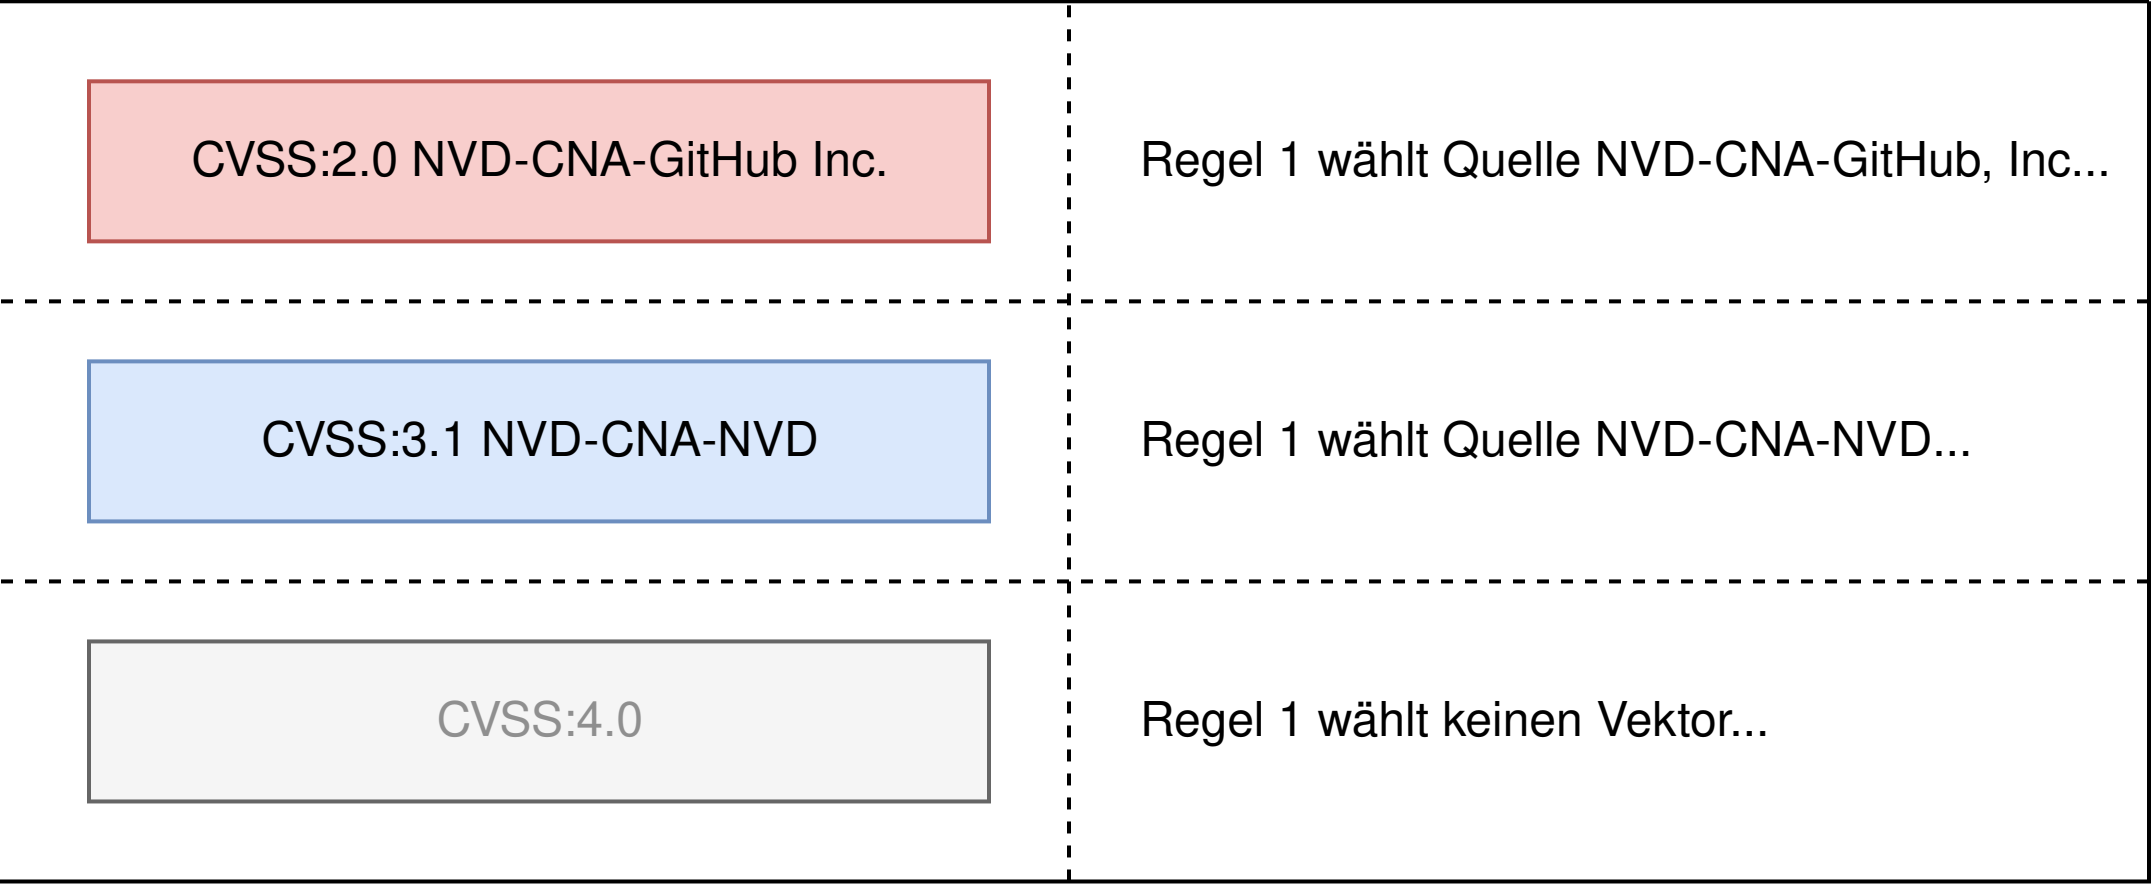 CVSS:2.0 NVD-CNA-GitHub Inc.
Regel 1 wählt Quelle NVD-CNA-GitHub, Inc...
CVSS:3.1 NVD-CNA-NVD
Regel 1 wählt Quelle NVD-CNA-NVD...
CVSS:4.0
Regel 1 wählt keinen Vektor...